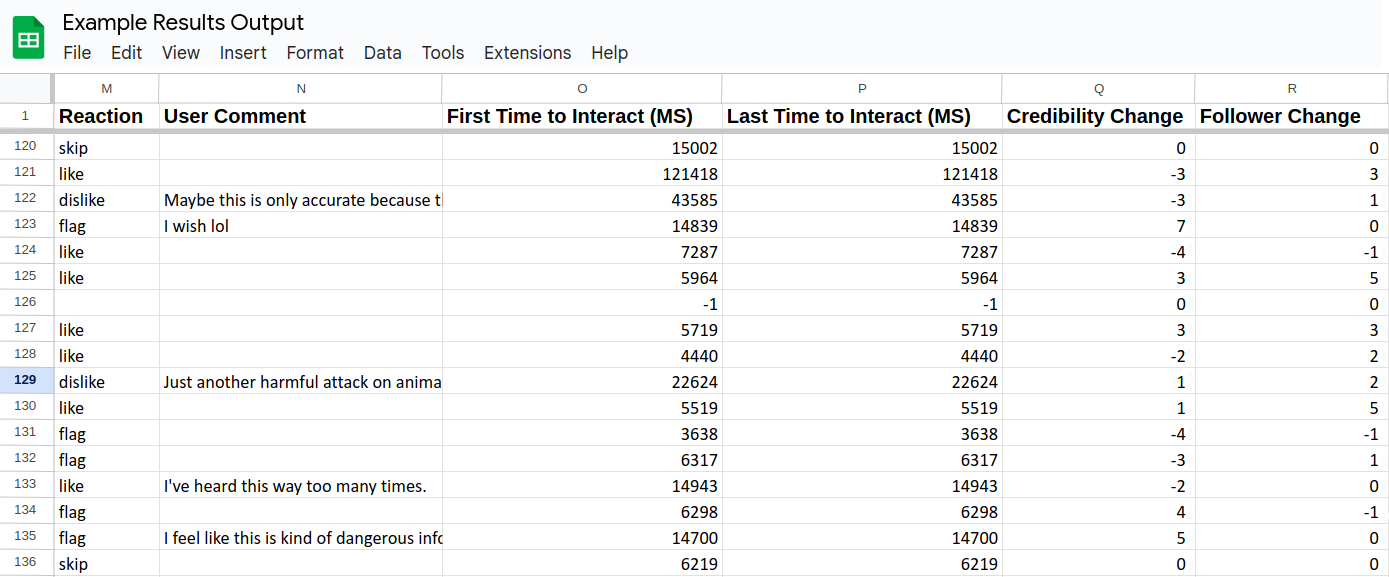 Example Results Output
File Edit View Insert Format Data Tools Extensions Help
M N O P Q R
1 Reaction User Comment First Time to Interact (MS) Last Time to Interact (MS) Credibility Change Follower Change
120 skip 15002 15002 0 0
121 like 121418 121418 -3 3
122 dislike Maybe this is only accurate because 43585 43585 -3 1
123 flag I wish lol 14839 14839 7 0
124 like 7287 7287 -4 -1
125 like 5964 5964 3 5
126 -1 -1 0 0
127 like 5719 5719 3 3
128 like 4440 4440 -2 2
129 dislike Just another harmful attack on anima 22624 22624 1 2
130 like 5519 5519 1 5
131 flag 3638 3638 -4 -1
132 flag 6317 6317 -3 1
133 like I've heard this way too many times. 14943 14943 -2 0
134 flag 6298 6298 4 -1
135 flag I feel like this is kind of dangerous info 14700 14700 5 0
136 skip 6219 6219 0 0